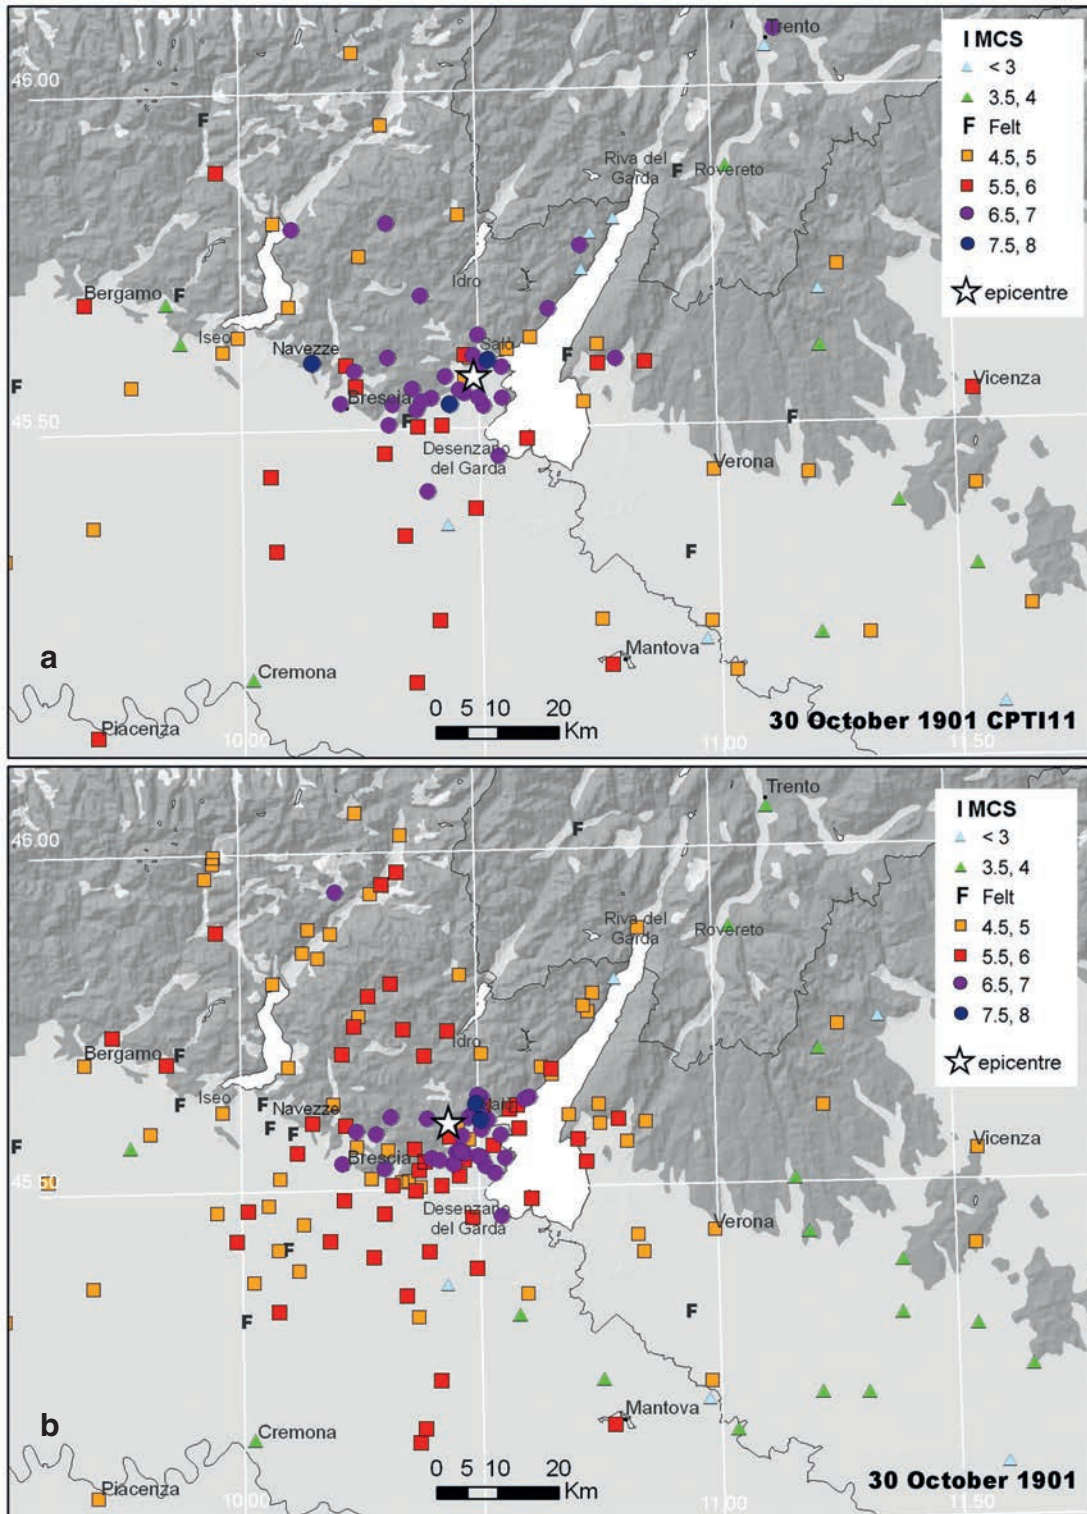 Trento
I MCS
< 3
3.5, 4
F Felt
4.5, 5
5.5, 6
6.5, 7
7.5, 8
epicentre
46.00
F
Riva del
Garda
F
Rovereto
Idro
Bergamo
F
Iseo
Navezze
Salò
F
Vicenza
F
Brescia
F
F
45.50
Desenzano
del Garda
Verona
F
a
Mantova
Cremona
0 5 10 20
Km
Piacenza
30 October 1901 CPTI11
10.00
11.00
11.50
Trento
I MCS
< 3
3.5, 4
F Felt
4.5, 5
5.5, 6
6.5, 7
7.5, 8
epicentre
F
46.00
Riva del
Garda
Rovereto
Idro
Bergamo
F
Iseo
F
F
Navezze
F
F
F
Brescia
Vicenza
45.50
Desenzano
del Garda
Verona
F
F
F
b
Mantova
Cremona
0 5 10 20
Km
Piacenza
30 October 1901
10.00
11.00
11.50